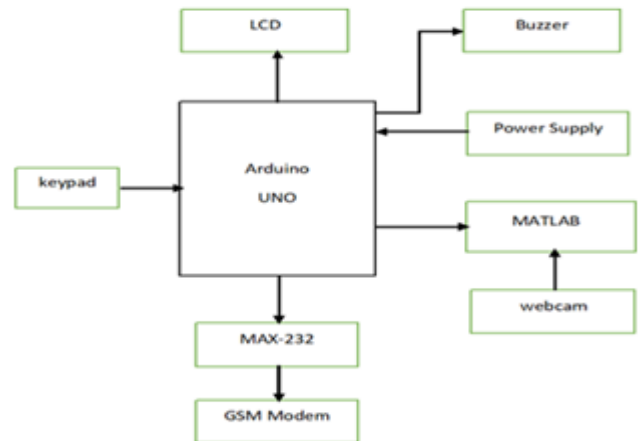 LCD
Buzzer
Power Supply
Arduino
UNO
keypad
MATLAB
webcam
MAX-232
GSM Modem